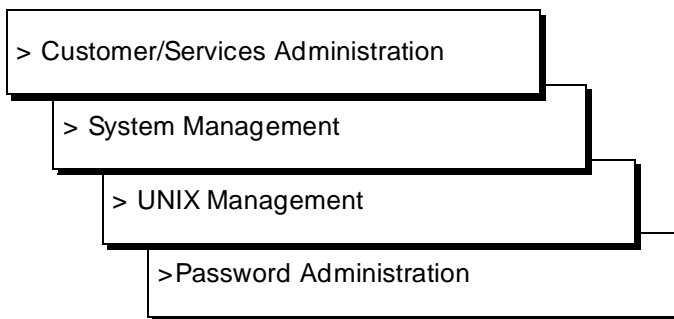 > Customer/Services Administration
> System Management
> UNIX Management
>Password Administration